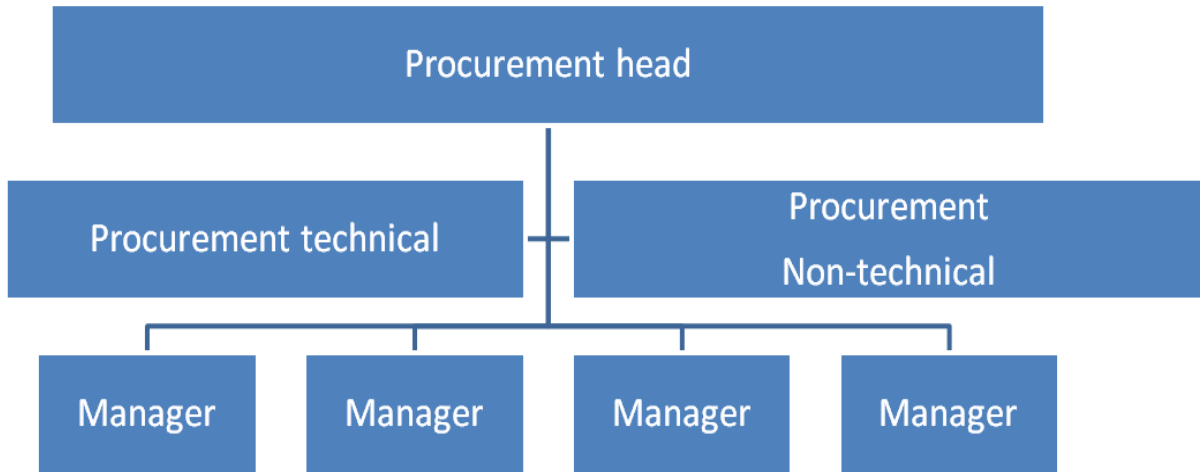 Procurement head
Procurement technical
Procurement
Non-technical
Manager
Manager
Manager
Manager